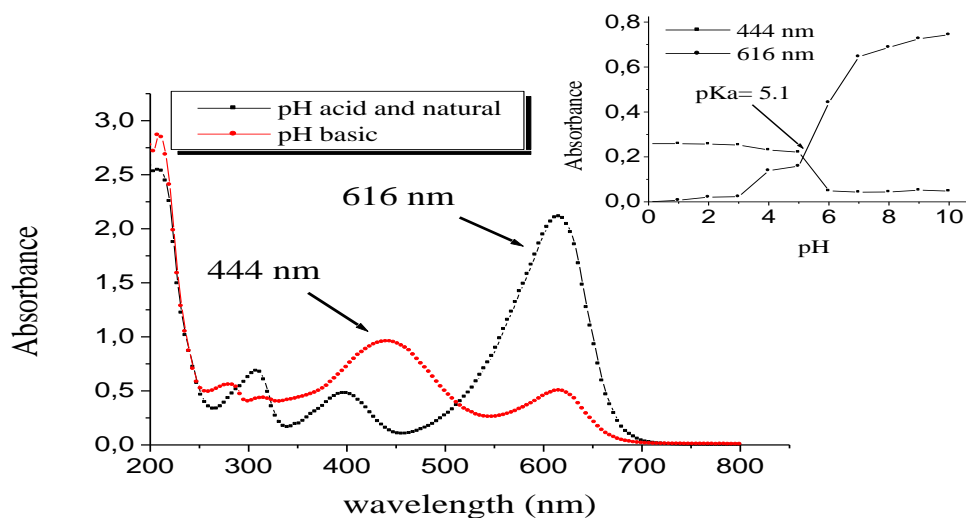 pH acid and natural
pH basic
616 nm
444 nm
Absorbance
3,0
2,5
2,0
1,5
1,0
0,5
0,0
200 300 400 500 600 700 800
wavelength (nm)
444 nm
616 nm
pKa= 5.1
Absorbance
0,8
0,6
0,4
0,2
0,0
0 2 4 6 8 10
pH